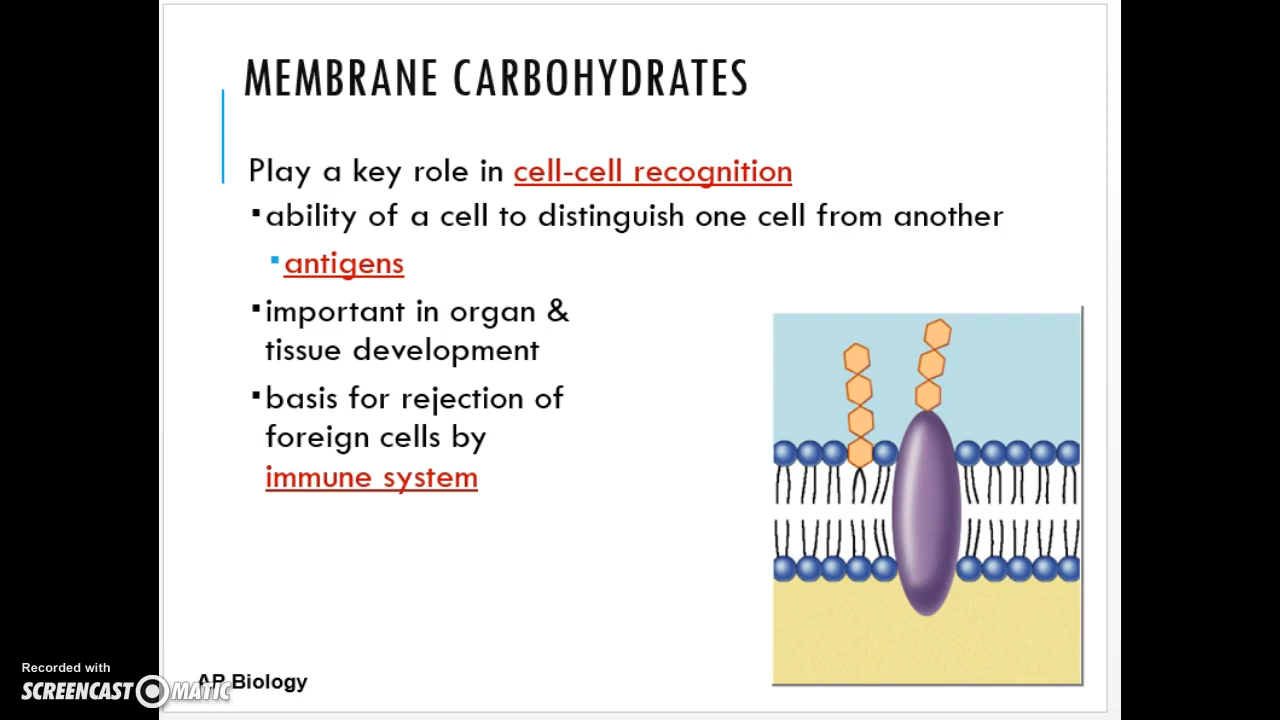 MEMBRANE CARBOHYDRATES
Play a key role in cell-cell recognition
▪ability of a cell to distinguish one cell from another
▪antigens
▪important in organ &
tissue development
▪basis for rejection of
foreign cells by
immune system
AP Biology
Recorded with
SCREENCAST MATIC